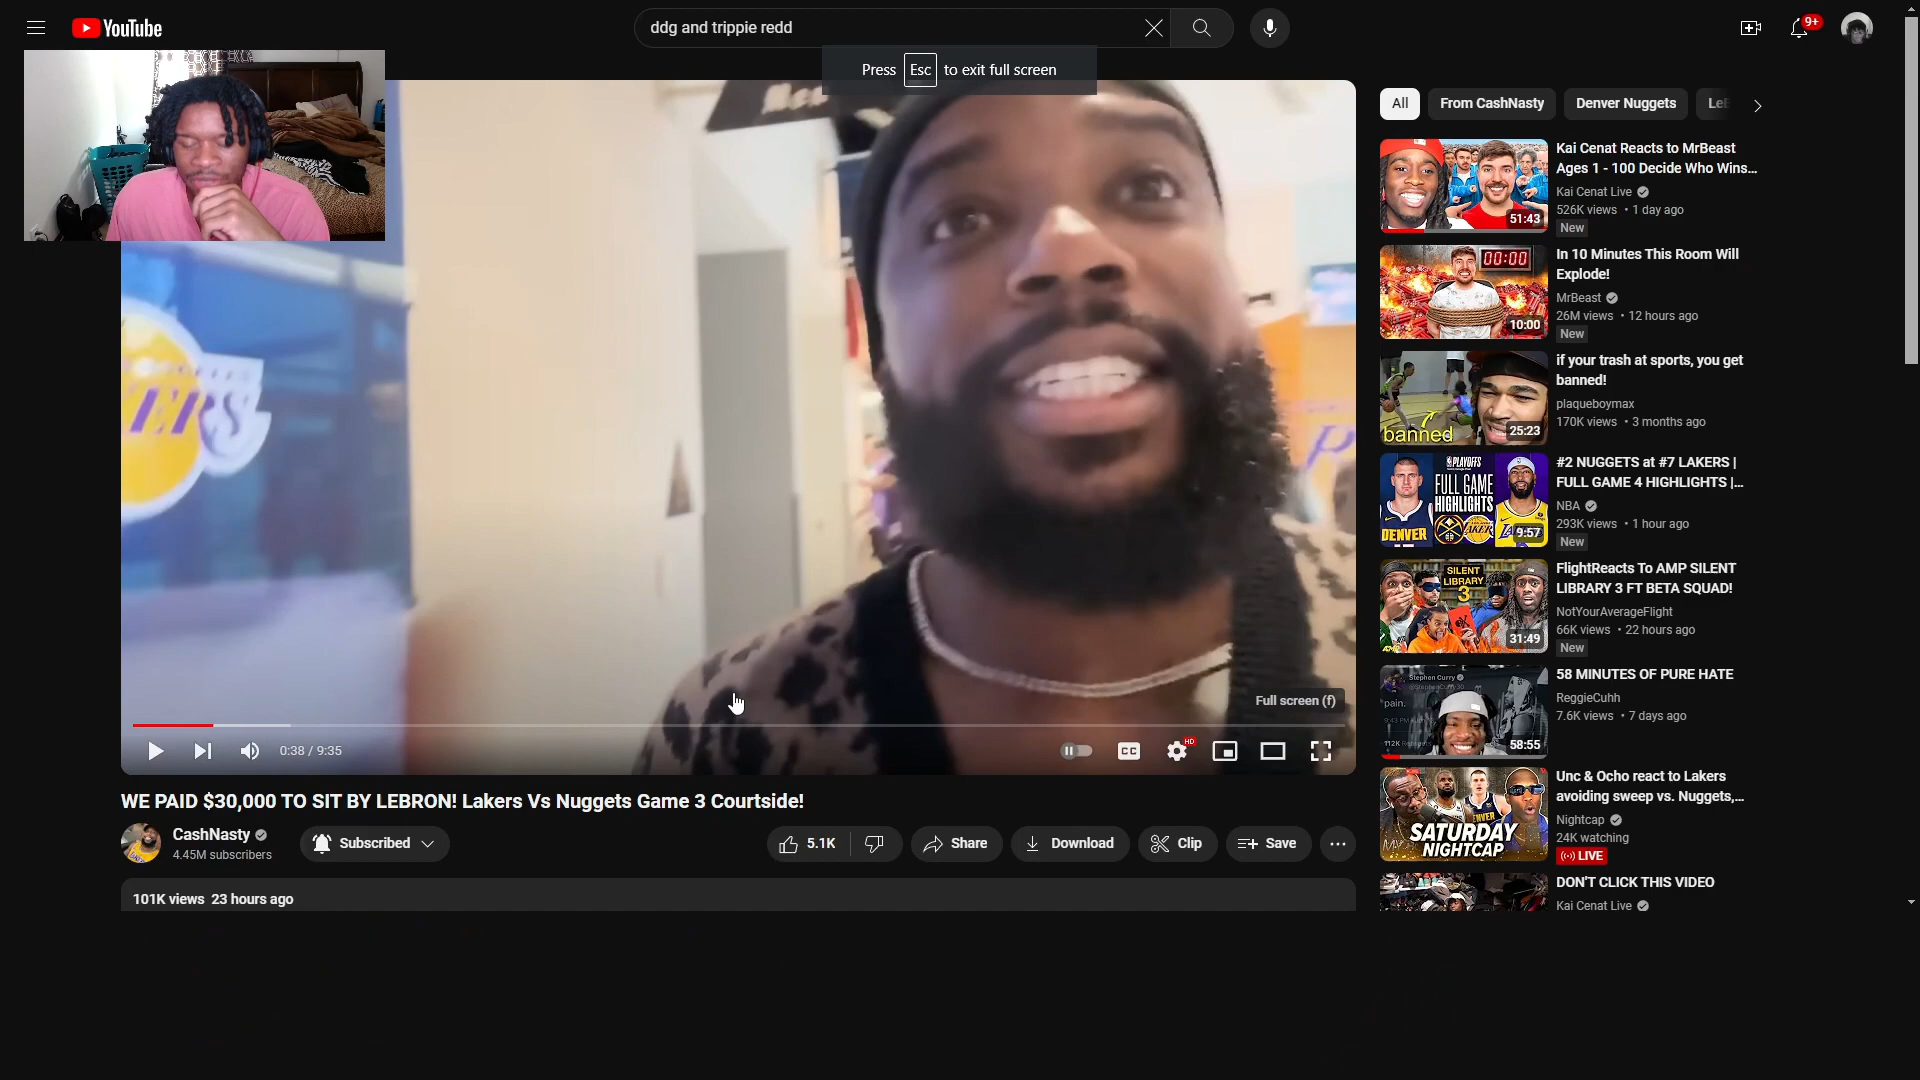 YouTube
ddg and trippie redd
9+
Press Esc to exit full screen
All
From CashNasty
Denver Nuggets
Kai Cenat Reacts to MrBeast
Ages 1 - 100 Decide Who Wins...
Kai Cenat Live
526K views • 1 day ago
New
51:43
In 10 Minutes This Room Will
Explode!
MrBeast
26M views • 12 hours ago
New
00:00
10:00
if your trash at sports, you get
banned!
plaqueboymax
170K views • 3 months ago
banned
25:23
#2 NUGGETS at #7 LAKERS |
FULL GAME 4 HIGHLIGHTS |...
NBA
293K views • 1 hour ago
New
PLAYOFFS
FULL GAME
HIGHLIGHTS
DENVER
9:57
FlightReacts To AMP SILENT
LIBRARY 3 FT BETA SQUAD!
NotYourAverageFlight
66K views • 22 hours ago
New
SILENT
LIBRARY
3
31:49
58 MINUTES OF PURE HATE
ReggieCuhh
7.6K views • 7 days ago
Stephen Curry
pain.
58:55
Unc & Ocho react to Lakers
avoiding sweep vs. Nuggets,...
Nightcap
24K watching
LIVE
SATURDAY
NIGHTCAP
DON'T CLICK THIS VIDEO
Kai Cenat Live
Full screen (f)
0:38 / 9:35
CC
HD
WE PAID $30,000 TO SIT BY LEBRON! Lakers Vs Nuggets Game 3 Courtside!
CashNasty
4.45M subscribers
Subscribed
5.1K
Share
Download
Clip
Save
101K views 23 hours ago